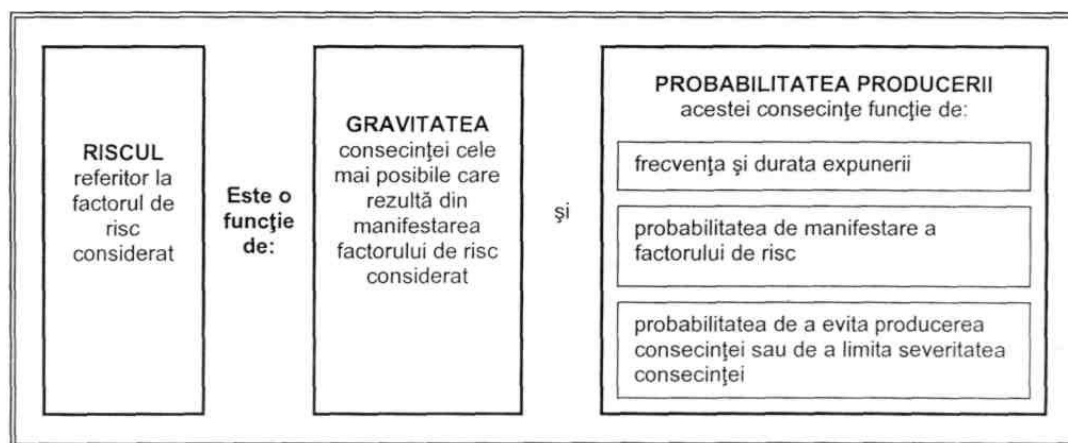 RISCUL
referitor la
factorul de
risc
considerat
Este o
funcţie
de:
GRAVITATEA
consecinţei cele
mai posibile care
rezultă din
manifestarea
factorului de risc
considerat
şi
PROBABILITATEA PRODUCERII
acestei consecinţe funcţie de:
frecvenţa şi durata expunerii
probabilitatea de manifestare a
factorului de risc
probabilitatea de a evita producerea
consecinţei sau de a limita severitatea
consecinţei